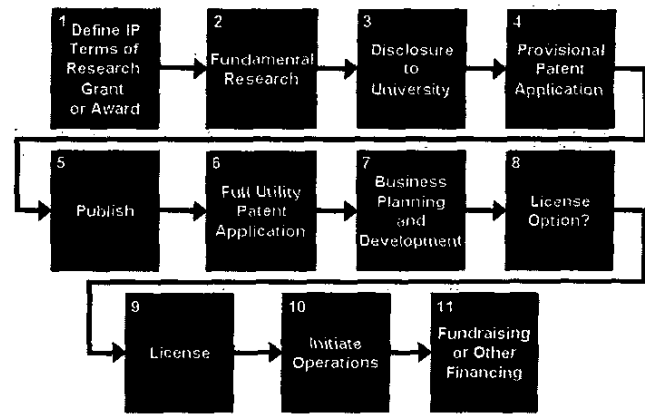 1
Define IP
Terms of
Research
Grant
or Award
2
Fundamental
Research
3
Disclosure
to
University
4
Provisional
Patent
Application
5
Publish
6
Full Utility
Patent
Application
7
Business
Planning
and
Development
8
License
Option?
9
License
10
Initiate
Operations
11
Fundraising
or Other
Financing